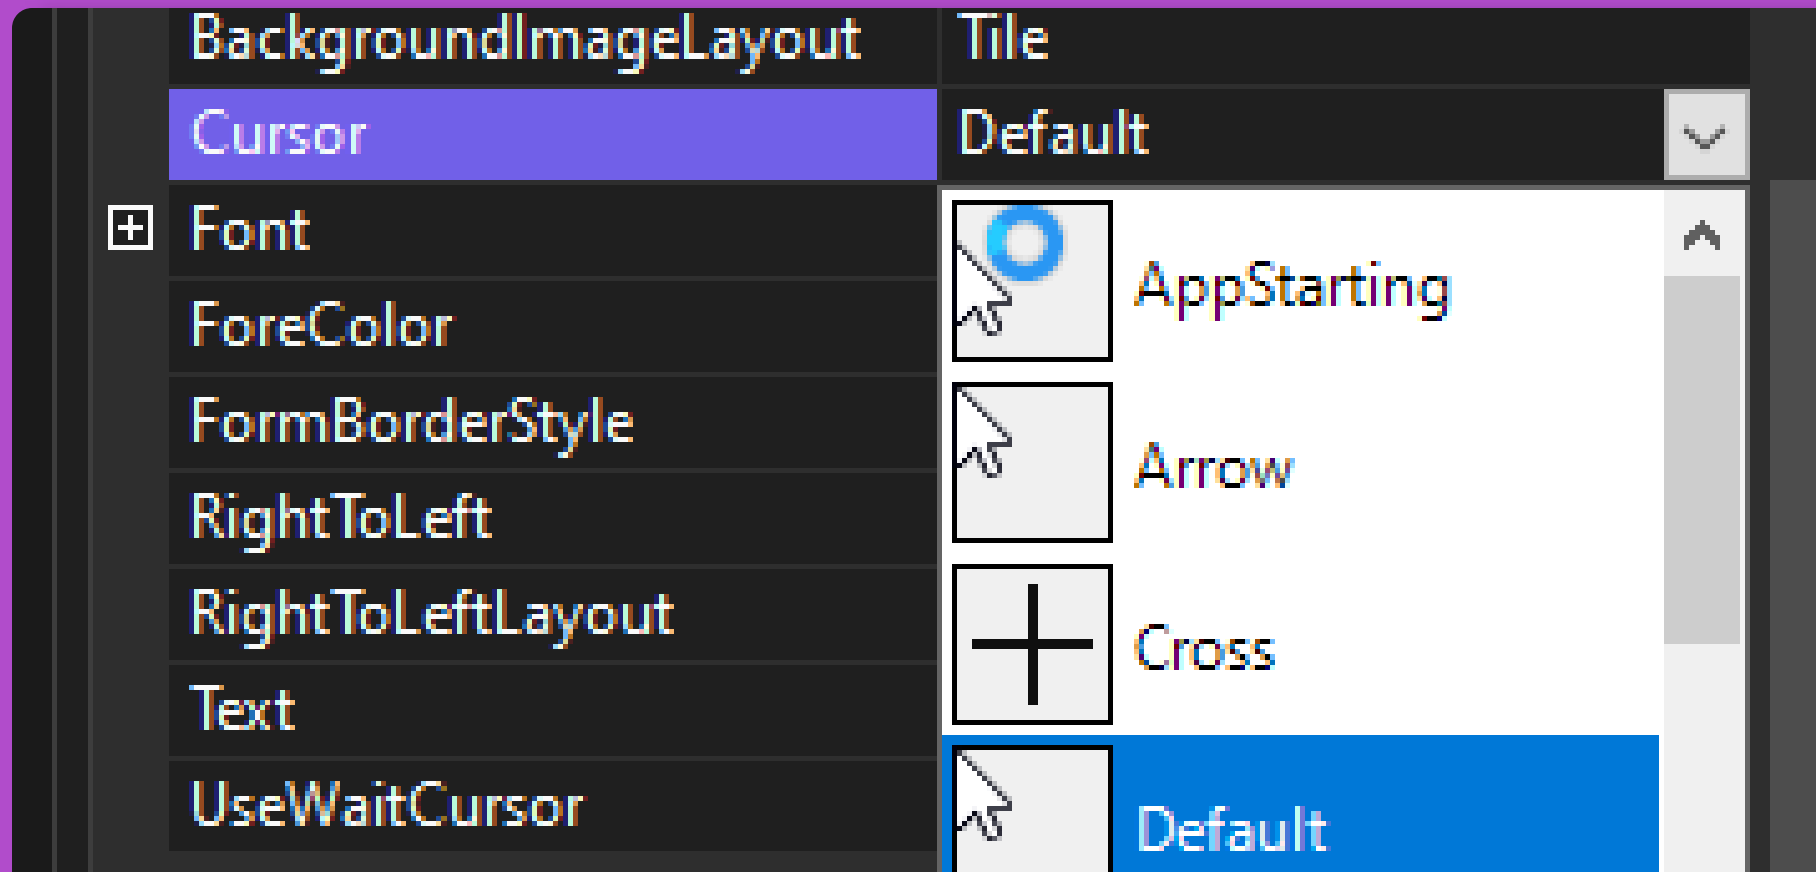 BackgroundImageLayout Tile
Cursor Default
Font
AppStarting
ForeColor
FormBorderStyle
Arrow
RightToLeft
RightToLeftLayout
Cross
Text
UseWaitCursor
Default